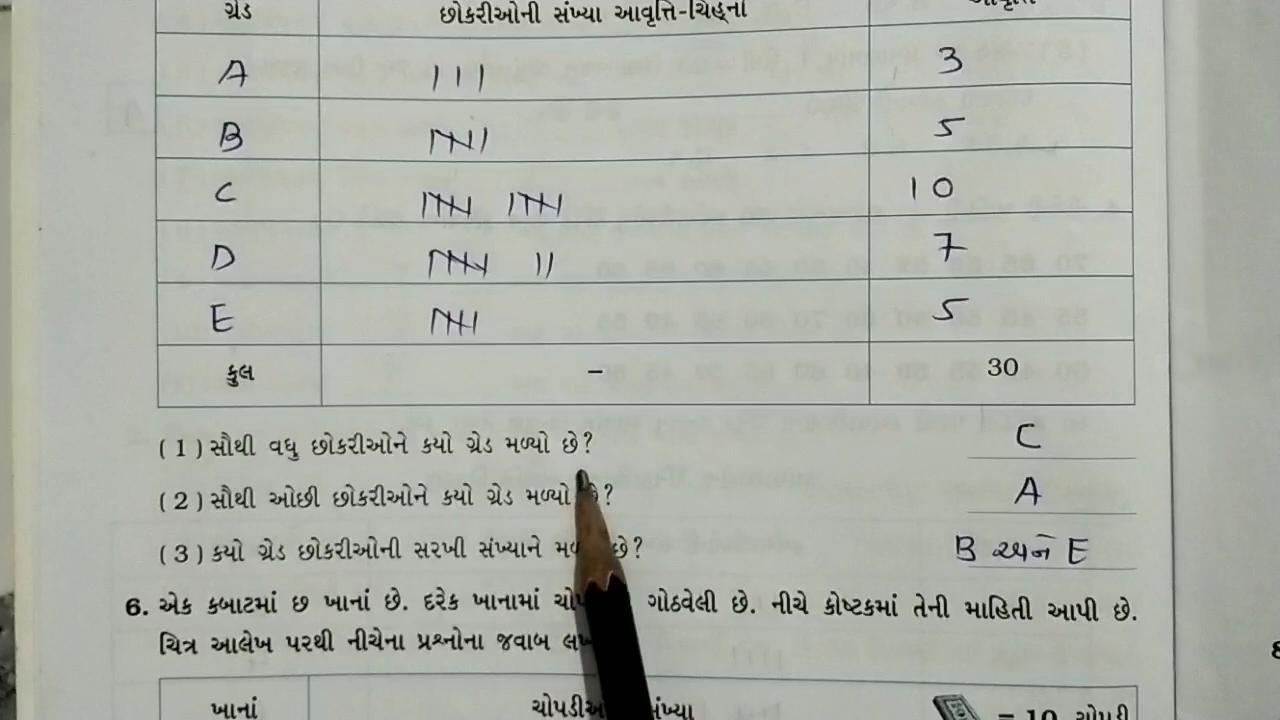 ગ્રેડ છોકરીઓની સંખ્યા આવૃત્તિ-ચિહ્નો
A 3
B 5
C 10
D 7
E 5
કુલ – 30
( 1 ) સૌથી વધુ છોકરીઓને કયો ગ્રેડ મળ્યો છે? C
( 2 ) સૌથી ઓછી છોકરીઓને કયો ગ્રેડ મળ્યો છે? A
( 3 ) કયો ગ્રેડ છોકરીઓની સરખી સંખ્યાને છે? B અને E
6. એક કબાટમાં છ ખાનાં છે. દરેક ખાનામાં ગોઠવેલી છે. નીચે કોષ્ટકમાં તેની માહિતી આપી છે.
ચિત્ર આલેખ પરથી નીચેના પ્રશ્નોના જવાબ
ખાનાં સંખ્યા = 10 ચોપડી